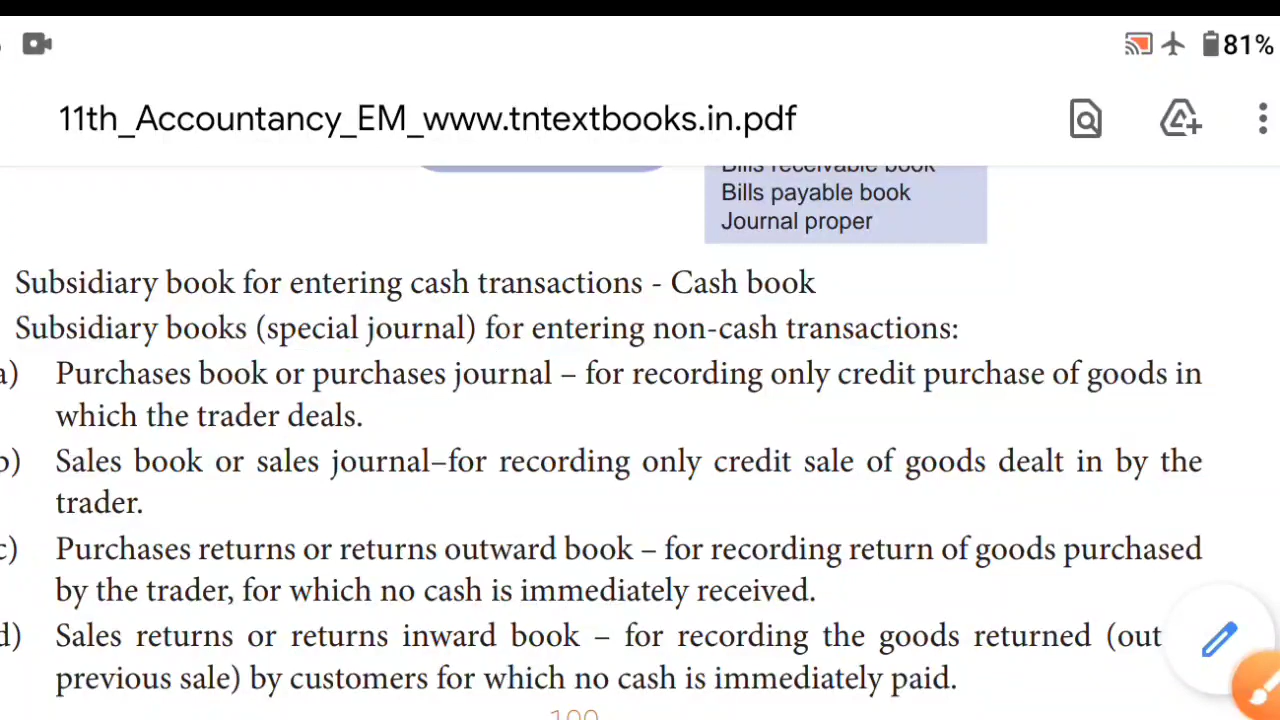 81%
11th_Accountancy_EM_www.tntextbooks.in.pdf
Bills receivable book
Bills payable book
Journal proper
Subsidiary book for entering cash transactions - Cash book
Subsidiary books (special journal) for entering non-cash transactions:
a) Purchases book or purchases journal – for recording only credit purchase of goods in
which the trader deals.
b) Sales book or sales journal–for recording only credit sale of goods dealt in by the
trader.
c) Purchases returns or returns outward book – for recording return of goods purchased
by the trader, for which no cash is immediately received.
d) Sales returns or returns inward book – for recording the goods returned (out
previous sale) by customers for which no cash is immediately paid.
100